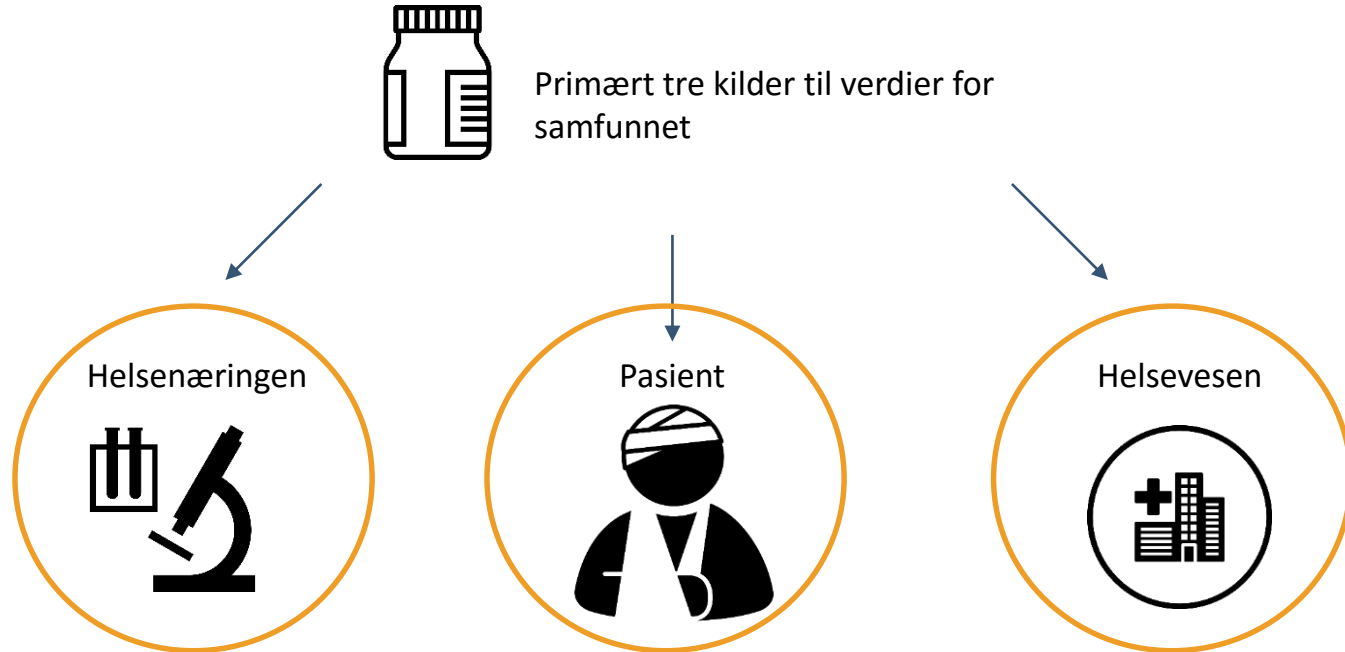 Primært tre kilder til verdier for
samfunnet
Helsenæringen
Pasient
Helsevesen